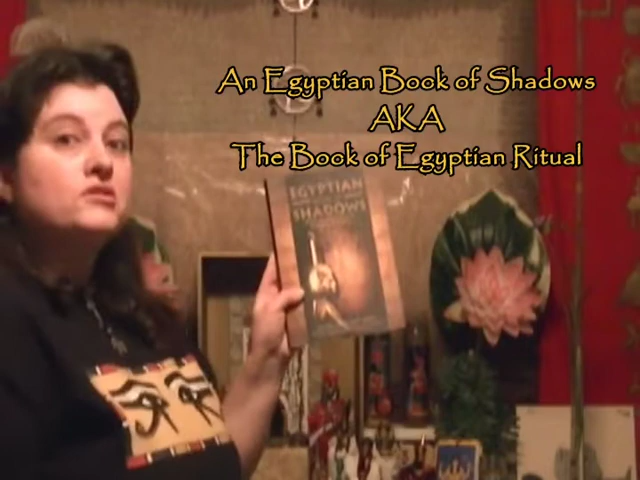 An Egyptian Book of Shadows
AKA
The Book of Egyptian Ritual
EGYPTIAN
SHADOWS